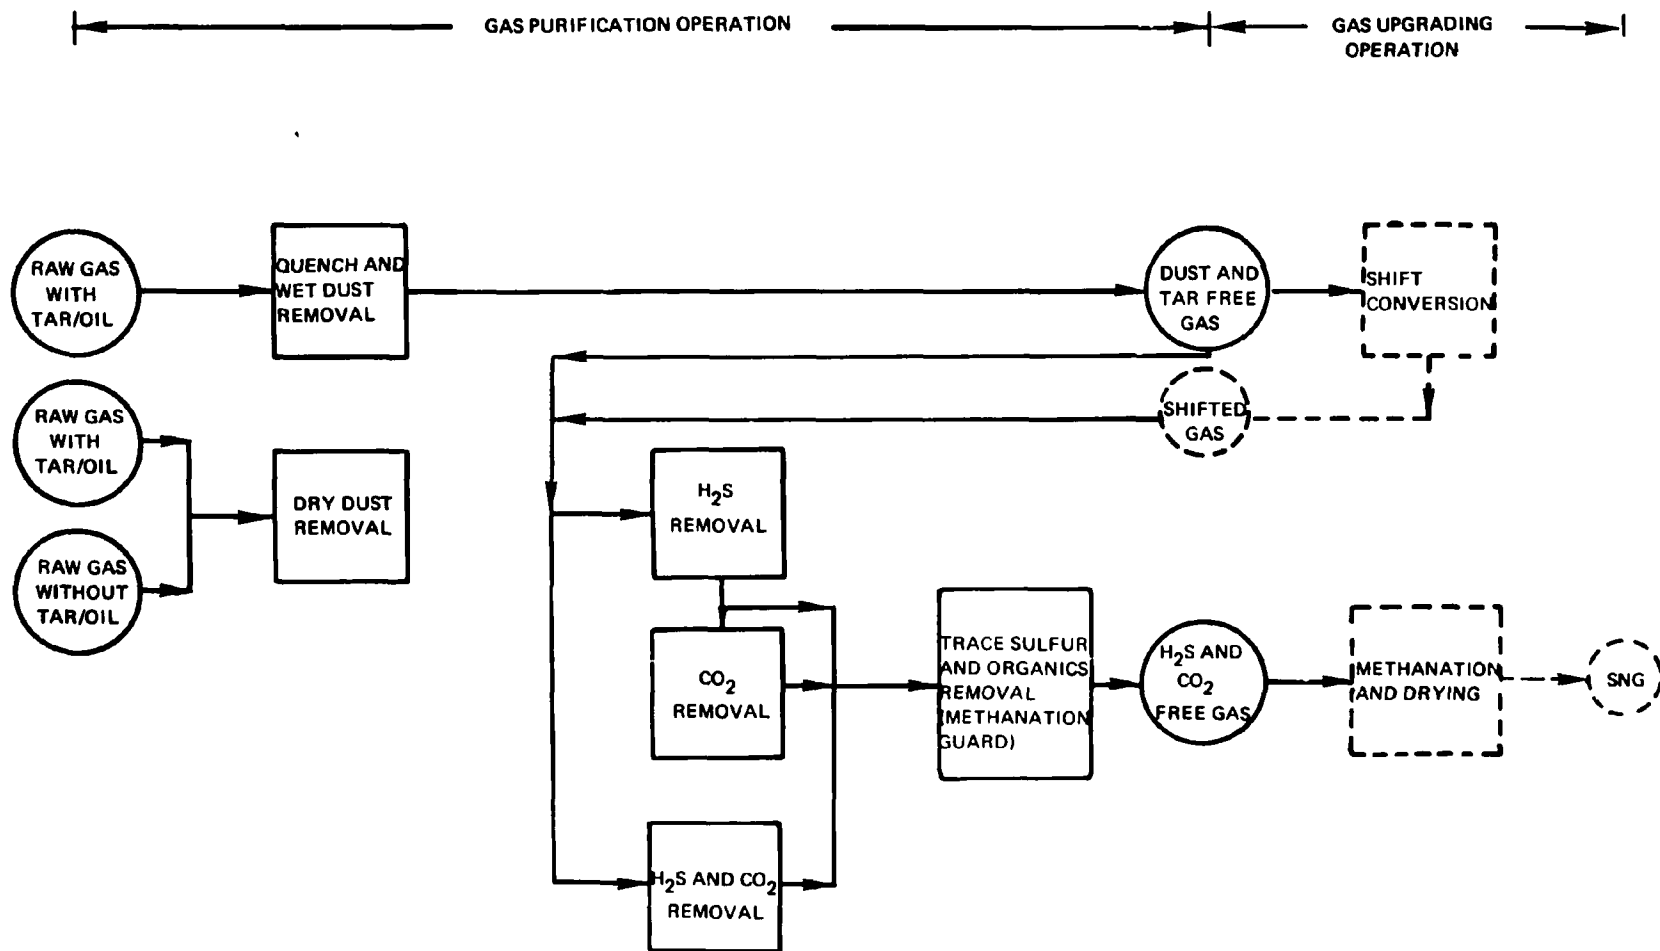 GAS PURIFICATION OPERATION
GAS UPGRADING
OPERATION
RAW GAS
WITH
TAR/OIL
QUENCH AND
WET DUST
REMOVAL
DUST AND
TAR FREE
GAS
SHIFT
CONVERSION
RAW GAS
WITH
TAR/OIL
SHIFTED
GAS
DRY DUST
REMOVAL
H₂S
REMOVAL
RAW GAS
WITHOUT
TAR/OIL
CO₂
REMOVAL
TRACE SULFUR
AND ORGANICS
REMOVAL
(METHANATION
GUARD)
H₂S AND
CO₂
FREE GAS
METHANATION
AND DRYING
SNG
H₂S AND CO₂
REMOVAL